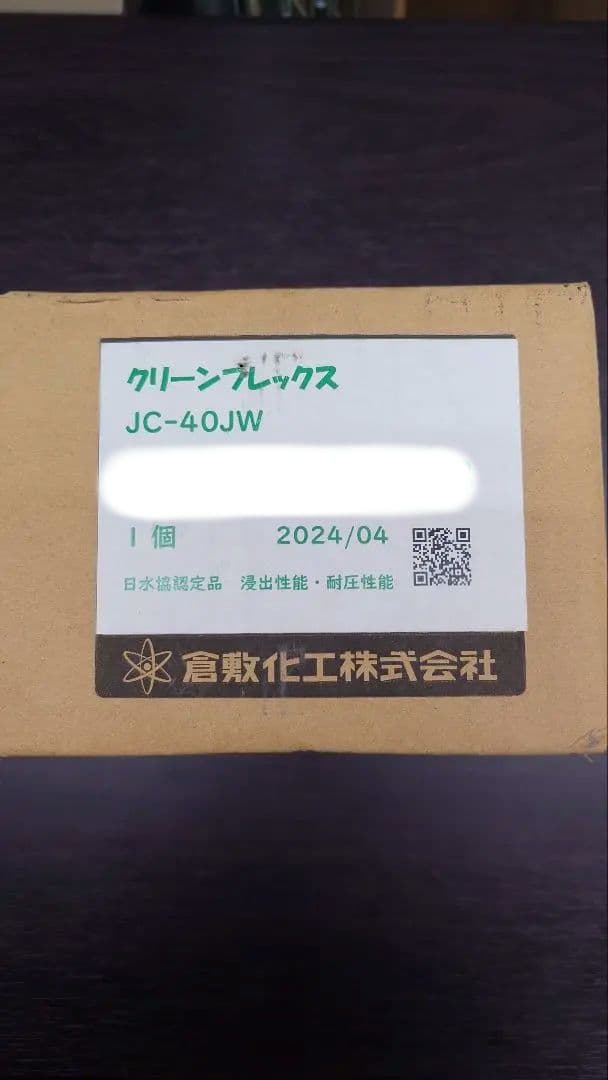 クリーンフレックス
JC-40JW
1個 2024/04
日水協認定品 浸出性能・耐圧性能
倉敷化工株式会社